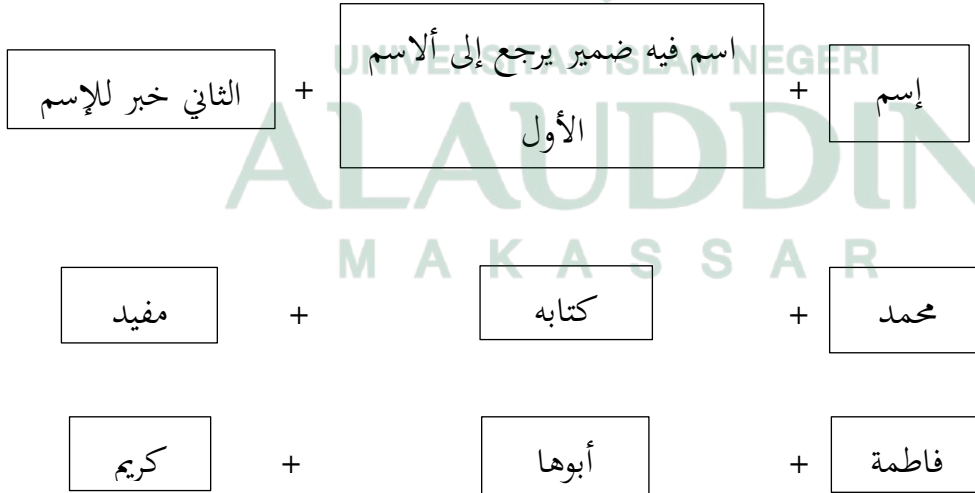 إسم + اسم فيه ضمير يرجع إلى ألاسم + الثاني خبر للإسم
الأول
UNIVERSITAS ISLAM NEGERI
ALAUDDIN
MAKASSAR
محمد + كتابه + مفيد
فاطمة + أبوها + كريم